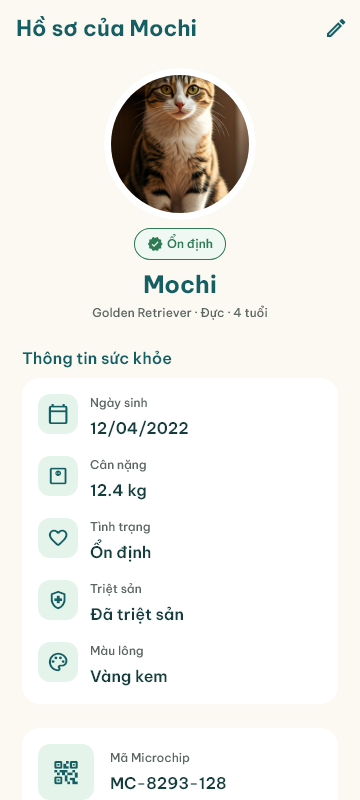 Hồ sơ của Mochi
Ổn định
Mochi
Golden Retriever · Đực · 4 tuổi
Thông tin sức khỏe
Ngày sinh
12/04/2022
Cân nặng
12.4 kg
Tình trạng
Ổn định
Triệt sản
Đã triệt sản
Màu lông
Vàng kem
Mã Microchip
MC-8293-128